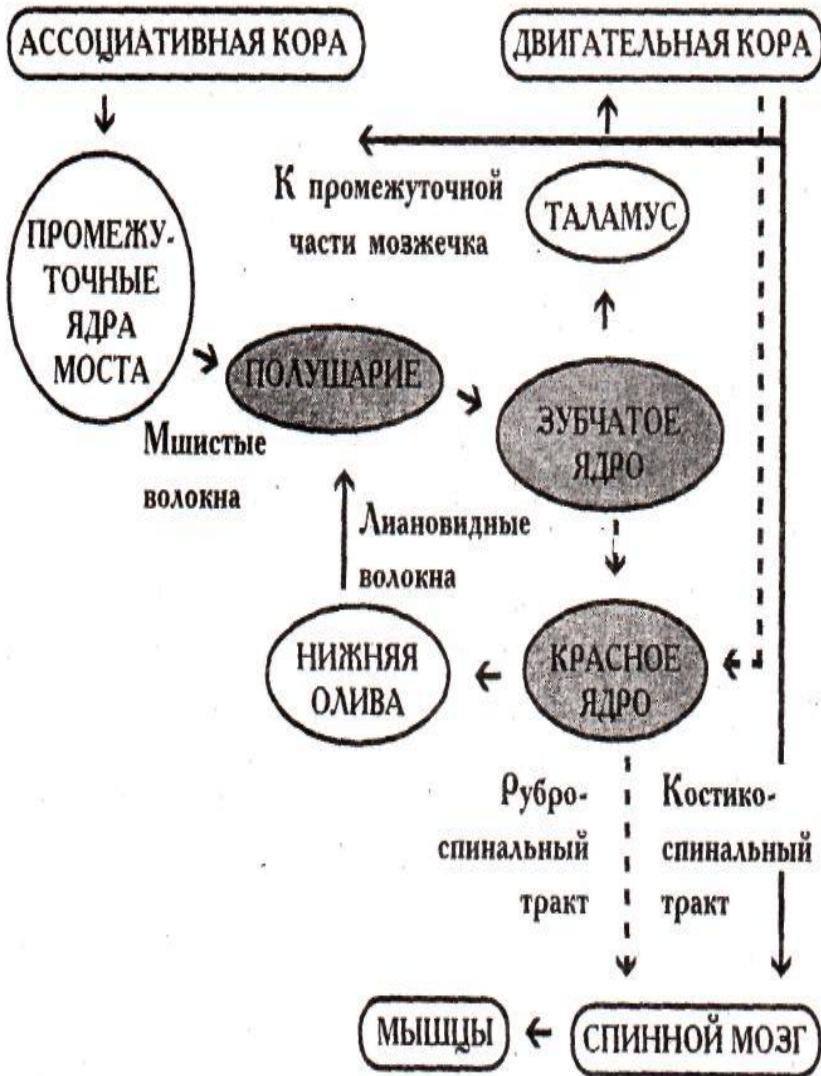 АССОЦИАТИВНАЯ КОРА
ДВИГАТЕЛЬНАЯ КОРА
К промежуточной
части мозжечка
ТАЛАМУС
ПРОМЕЖУ-
ТОЧНЫЕ
ЯДРА
МОСТА
ПОЛУШАРИЕ
ЗУБЧАТОЕ
ЯДРО
Мшистые
волокна
Лиановидные
волокна
НИЖНЯЯ
ОЛИВА
КРАСНОЕ
ЯДРО
Рубро-
спинальный
тракт
Костико-
спинальный
тракт
МЫШЦЫ
СПИННОЙ МОЗГ